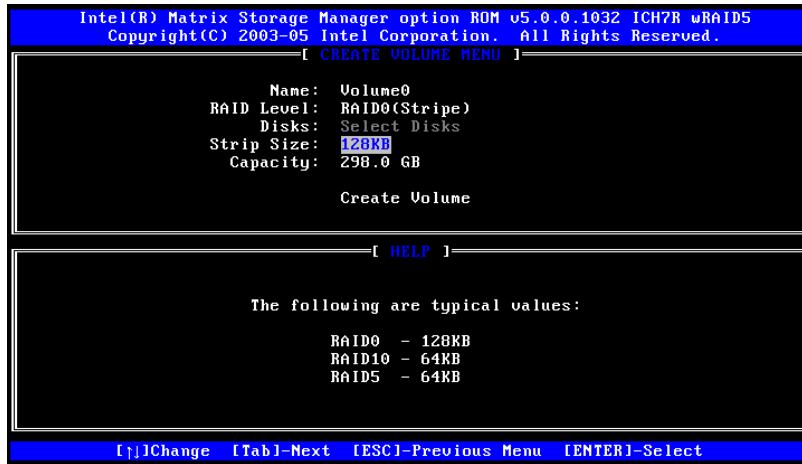 Intel(R) Matrix Storage Manager option ROM v5.0.0.1032 ICH7R wRAID5
Copyright(C) 2003-05 Intel Corporation. All Rights Reserved.
[ CREATE VOLUME MENU ]
Name: Volume0
RAID Level: RAID0(Stripe)
Disks: Select Disks
Strip Size: 128KB
Capacity: 298.0 GB
Create Volume
[ HELP ]
The following are typical values:
RAID0 - 128KB
RAID10 - 64KB
RAID5 - 64KB
[↑↓]Change [Tab]-Next [ESC]-Previous Menu [ENTER]-Select